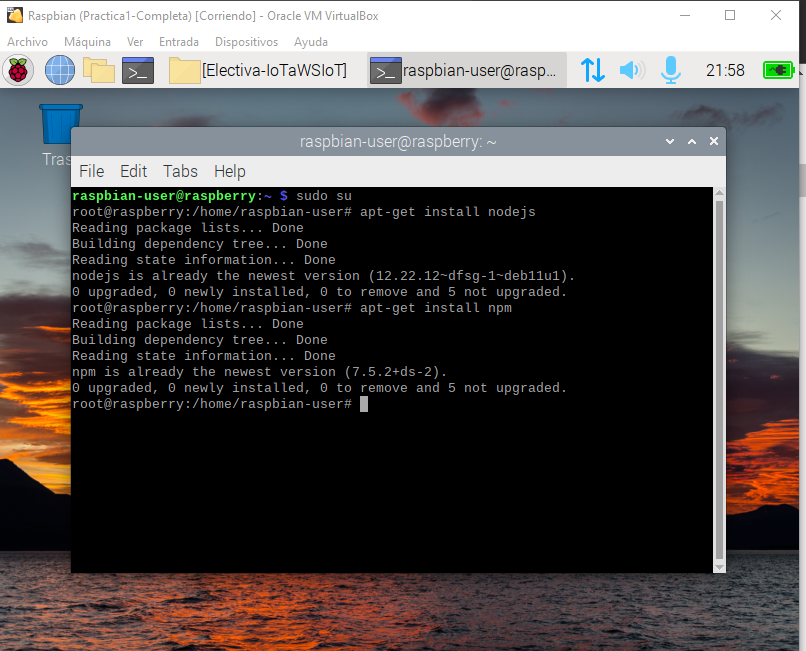 Raspbian (Practica1-Completa) [Corriendo] - Oracle VM VirtualBox
Archivo Máquina Ver Entrada Dispositivos Ayuda
[Electiva-IoTaWSIoT] raspbian-user@rasp... 21:58
Tras
raspbian-user@raspberry: ~
File Edit Tabs Help
raspbian-user@raspberry:~ $ sudo su
root@raspberry:/home/raspbian-user# apt-get install nodejs
Reading package lists... Done
Building dependency tree... Done
Reading state information... Done
nodejs is already the newest version (12.22.12~dfsg-1~deb11u1).
0 upgraded, 0 newly installed, 0 to remove and 5 not upgraded.
root@raspberry:/home/raspbian-user# apt-get install npm
Reading package lists... Done
Building dependency tree... Done
Reading state information... Done
npm is already the newest version (7.5.2+ds-2).
0 upgraded, 0 newly installed, 0 to remove and 5 not upgraded.
root@raspberry:/home/raspbian-user#